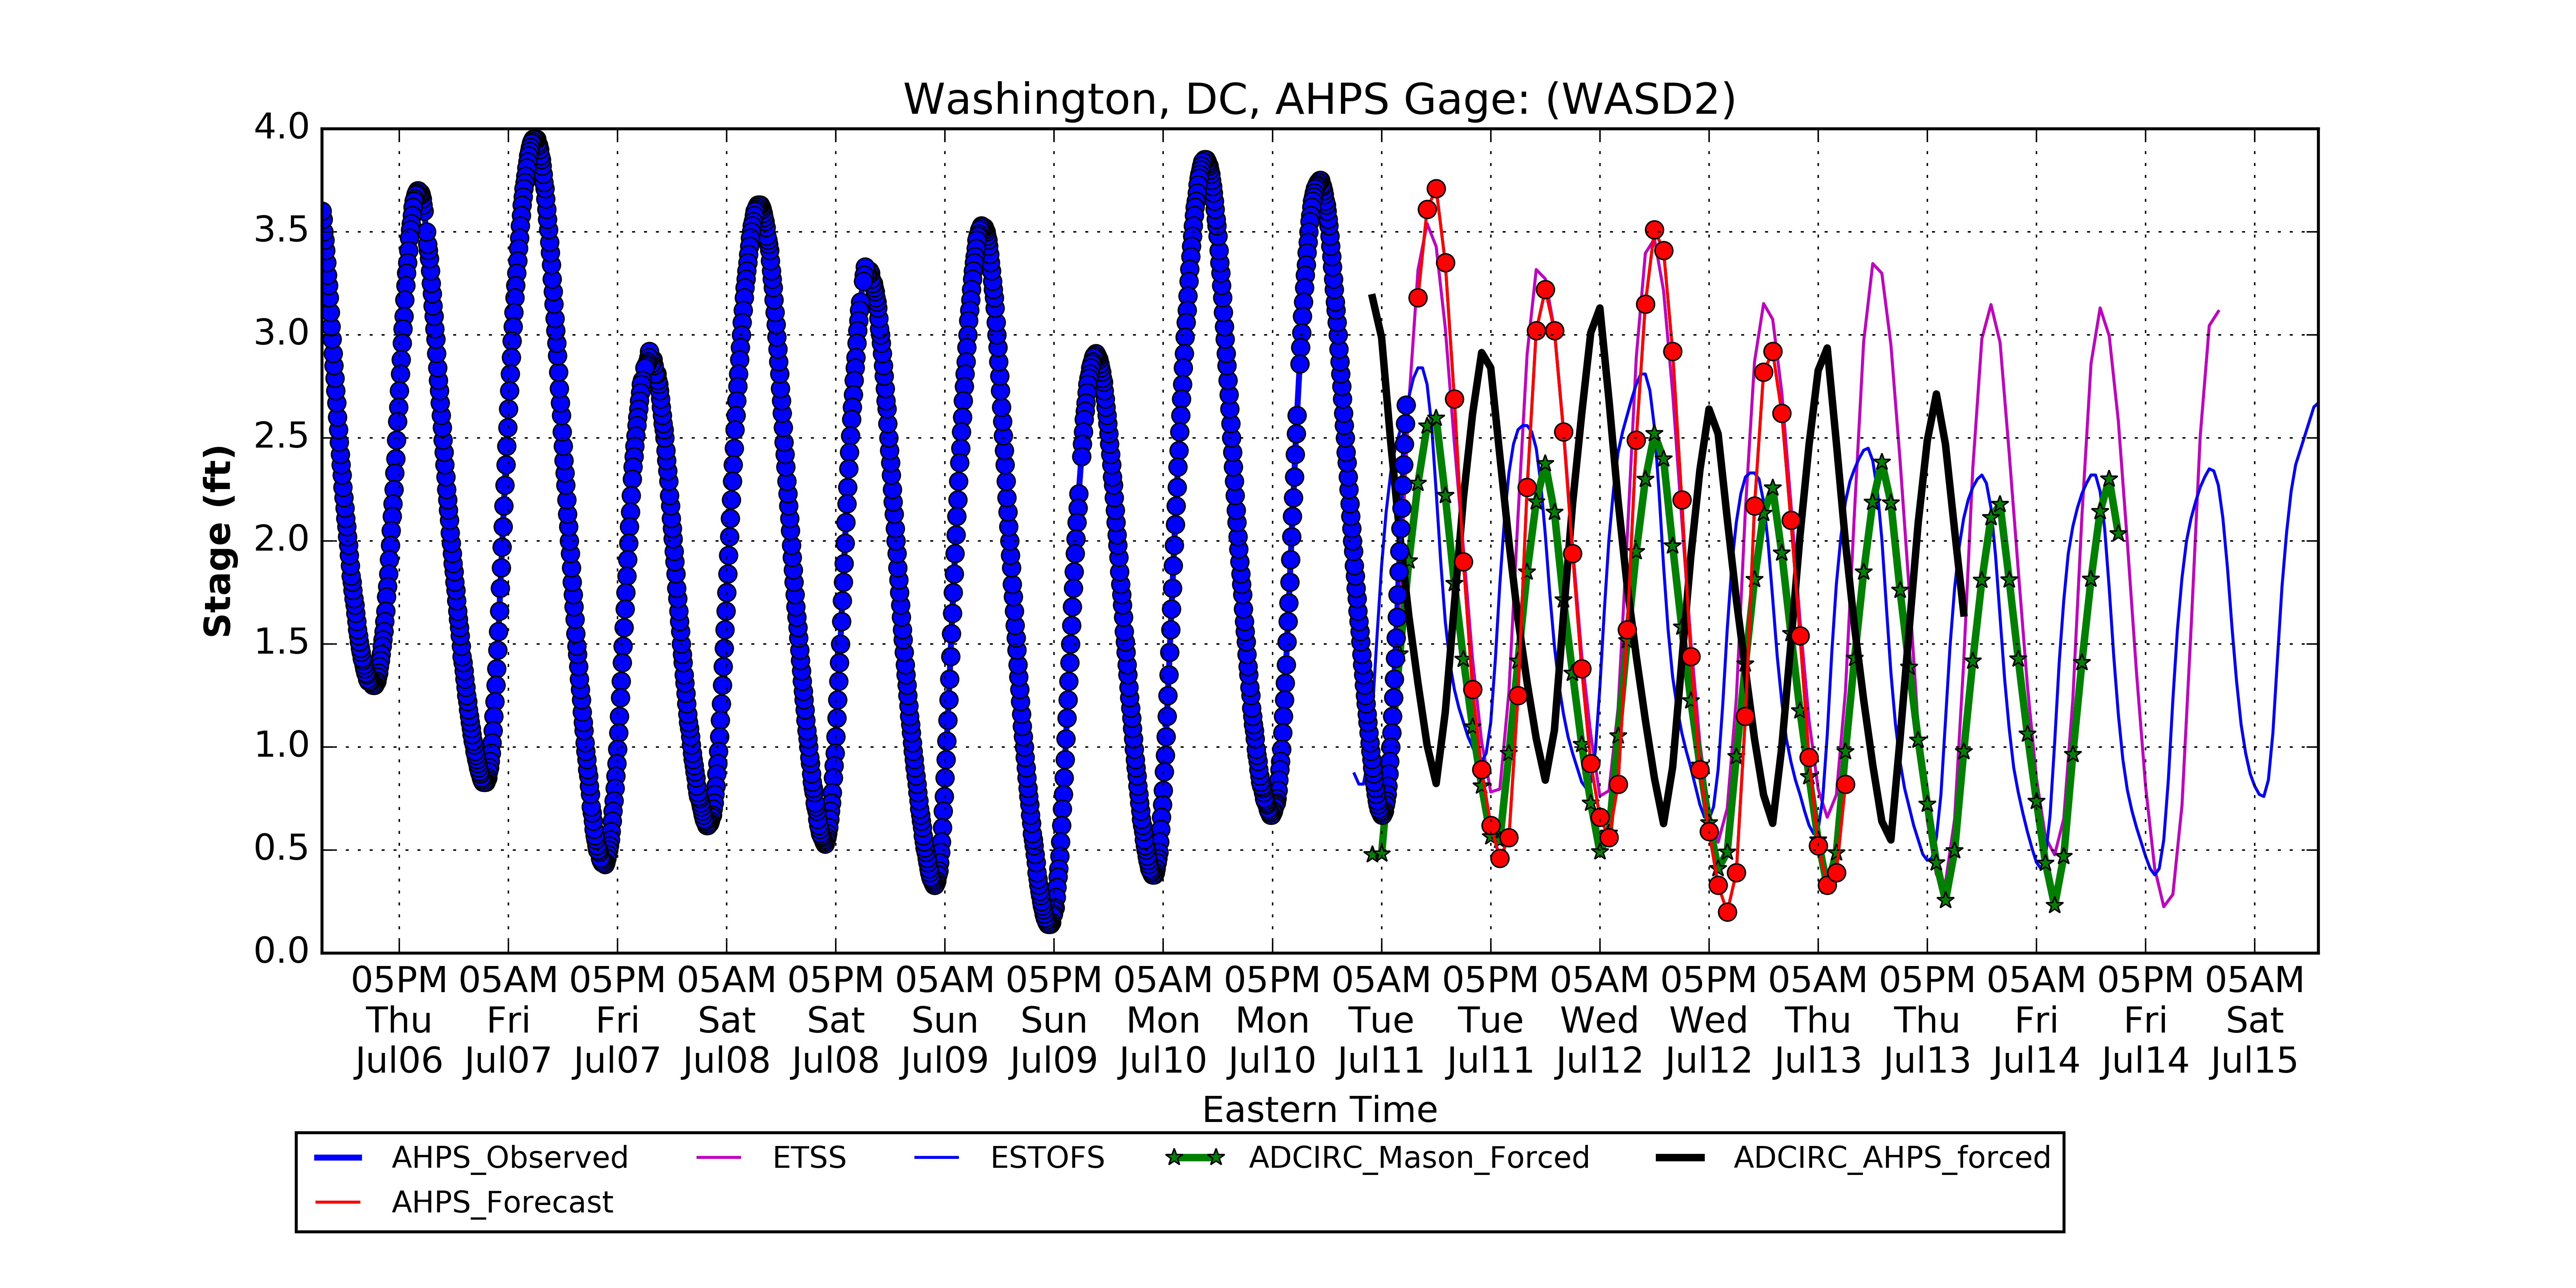 Washington, DC, AHPS Gage: (WASD2)
4.0
3.5
3.0
2.5
2.0
1.5
1.0
0.5
0.0
Stage (ft)
05PM 05AM 05PM 05AM 05PM 05AM 05PM 05AM 05PM 05AM 05PM 05AM 05PM 05AM 05PM 05AM 05PM 05AM
Thu Fri Fri Sat Sat Sun Sun Mon Mon Tue Tue Wed Wed Thu Thu Fri Fri Sat
Jul06 Jul07 Jul07 Jul08 Jul08 Jul09 Jul09 Jul10 Jul10 Jul11 Jul11 Jul12 Jul12 Jul13 Jul13 Jul14 Jul14 Jul15
Eastern Time
AHPS_Observed ETSS ESTOFS ADCIRC_Mason_Forced ADCIRC_AHPS_forced
AHPS_Forecast